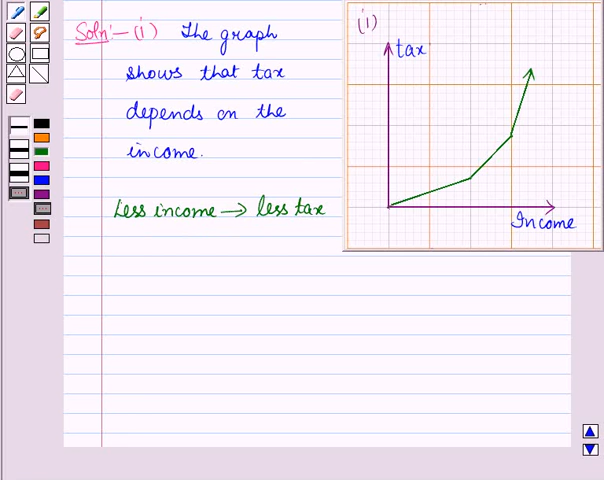 Soln:- (i) The graph
shows that tax
depends on the
income.
Less income → less tax
(i)
tax
Income